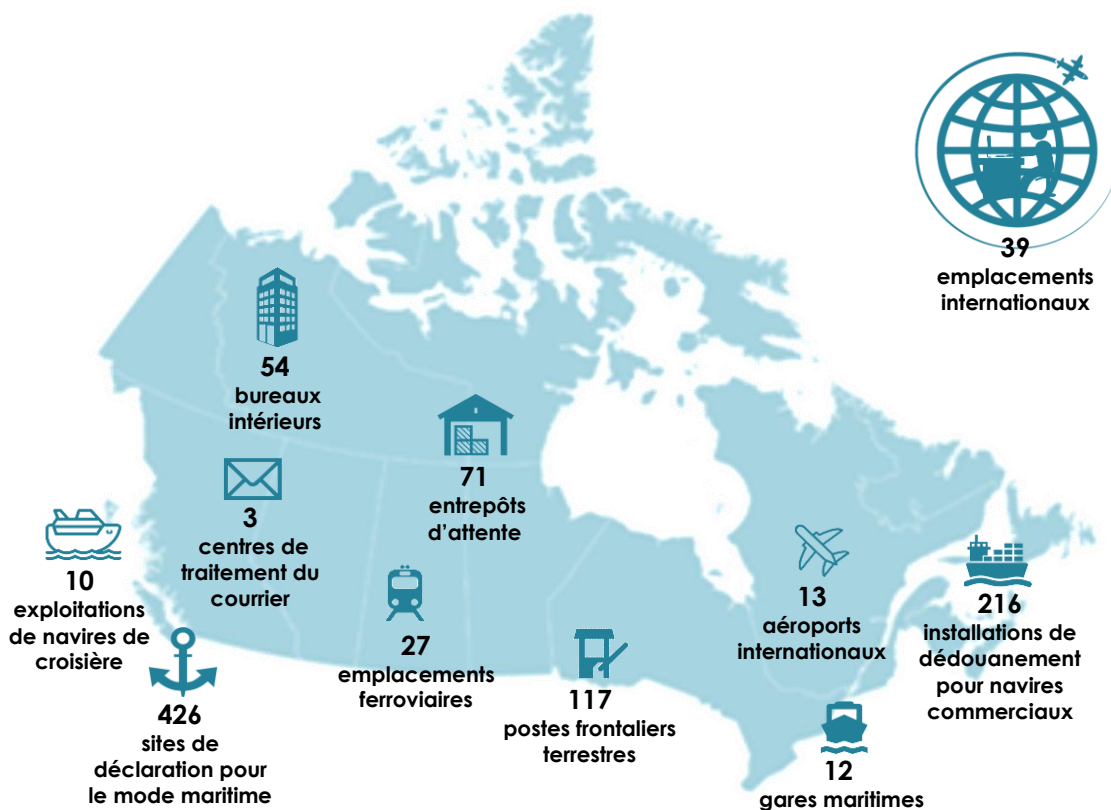 39
emplacements
internationaux
54
bureaux
intérieurs
71
entrepôts
d'attente
3
centres de
traitement du
courrier
10
exploitations
de navires de
croisière
27
emplacements
ferroviaires
13
aéroports
internationaux
216
installations de
dédouanement
pour navires
commerciaux
426
sites de
déclaration pour
le mode maritime
117
postes frontaliers
terrestres
12
gares maritimes